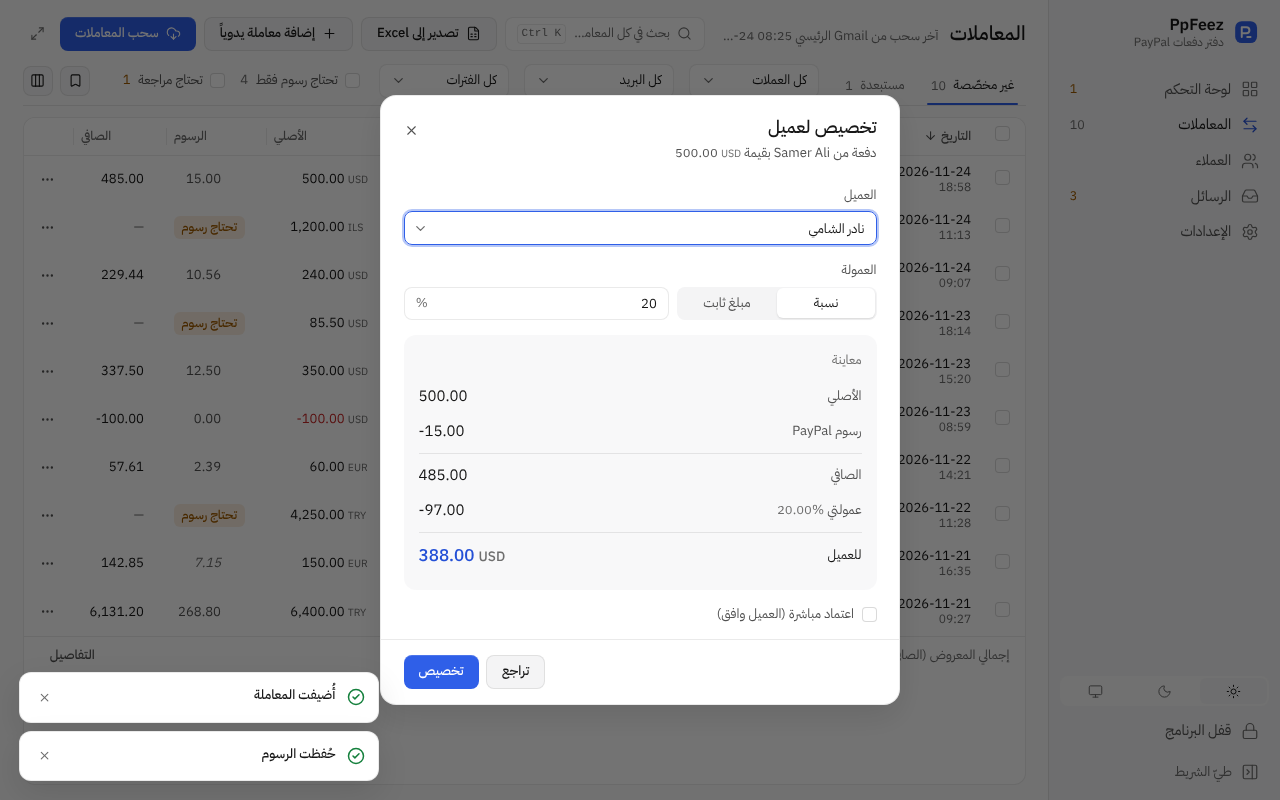 PpFeez
دفتر دفعات PayPal
لوحة التحكم 1
المعاملات 10
العملاء
الرسائل 3
الإعدادات
قفل البرنامج
طيّ الشريط
المعاملات
آخر سحب من Gmail الرئيسي 08:25 24-...
بحث في كل المعامـ... Ctrl K
تصدير إلى Excel
إضافة معاملة يدوياً
سحب المعاملات
غير مخصّصة 10
مستبعدة 1
كل العملات
كل البريد
كل الفترات
تحتاج رسوم فقط 4
تحتاج مراجعة 1
التاريخ الأصلي الرسوم الصافي
2026-11-24 18:58 500.00 USD 15.00 485.00
2026-11-24 11:13 1,200.00 ILS تحتاج رسوم —
2026-11-24 09:07 240.00 USD 10.56 229.44
2026-11-23 18:14 85.50 USD تحتاج رسوم —
2026-11-23 15:20 350.00 USD 12.50 337.50
2026-11-23 08:59 -100.00 USD 0.00 -100.00
2026-11-22 14:21 60.00 EUR 2.39 57.61
2026-11-22 11:28 4,250.00 TRY تحتاج رسوم —
2026-11-21 16:35 150.00 EUR 7.15 142.85
2026-11-21 09:27 6,400.00 TRY 268.80 6,131.20
إجمالي المعروض
التفاصيل
تخصيص لعميل
دفعة من Samer Ali بقيمة 500.00 USD
العميل
نادر الشامي
العمولة
نسبة
مبلغ ثابت
20 %
معاينة
الأصلي 500.00
رسوم PayPal -15.00
الصافي 485.00
عمولتي 20.00% -97.00
للعميل 388.00 USD
اعتماد مباشرة (العميل وافق)
تراجع
تخصيص
أُضيفت المعاملة
حُفظت الرسوم